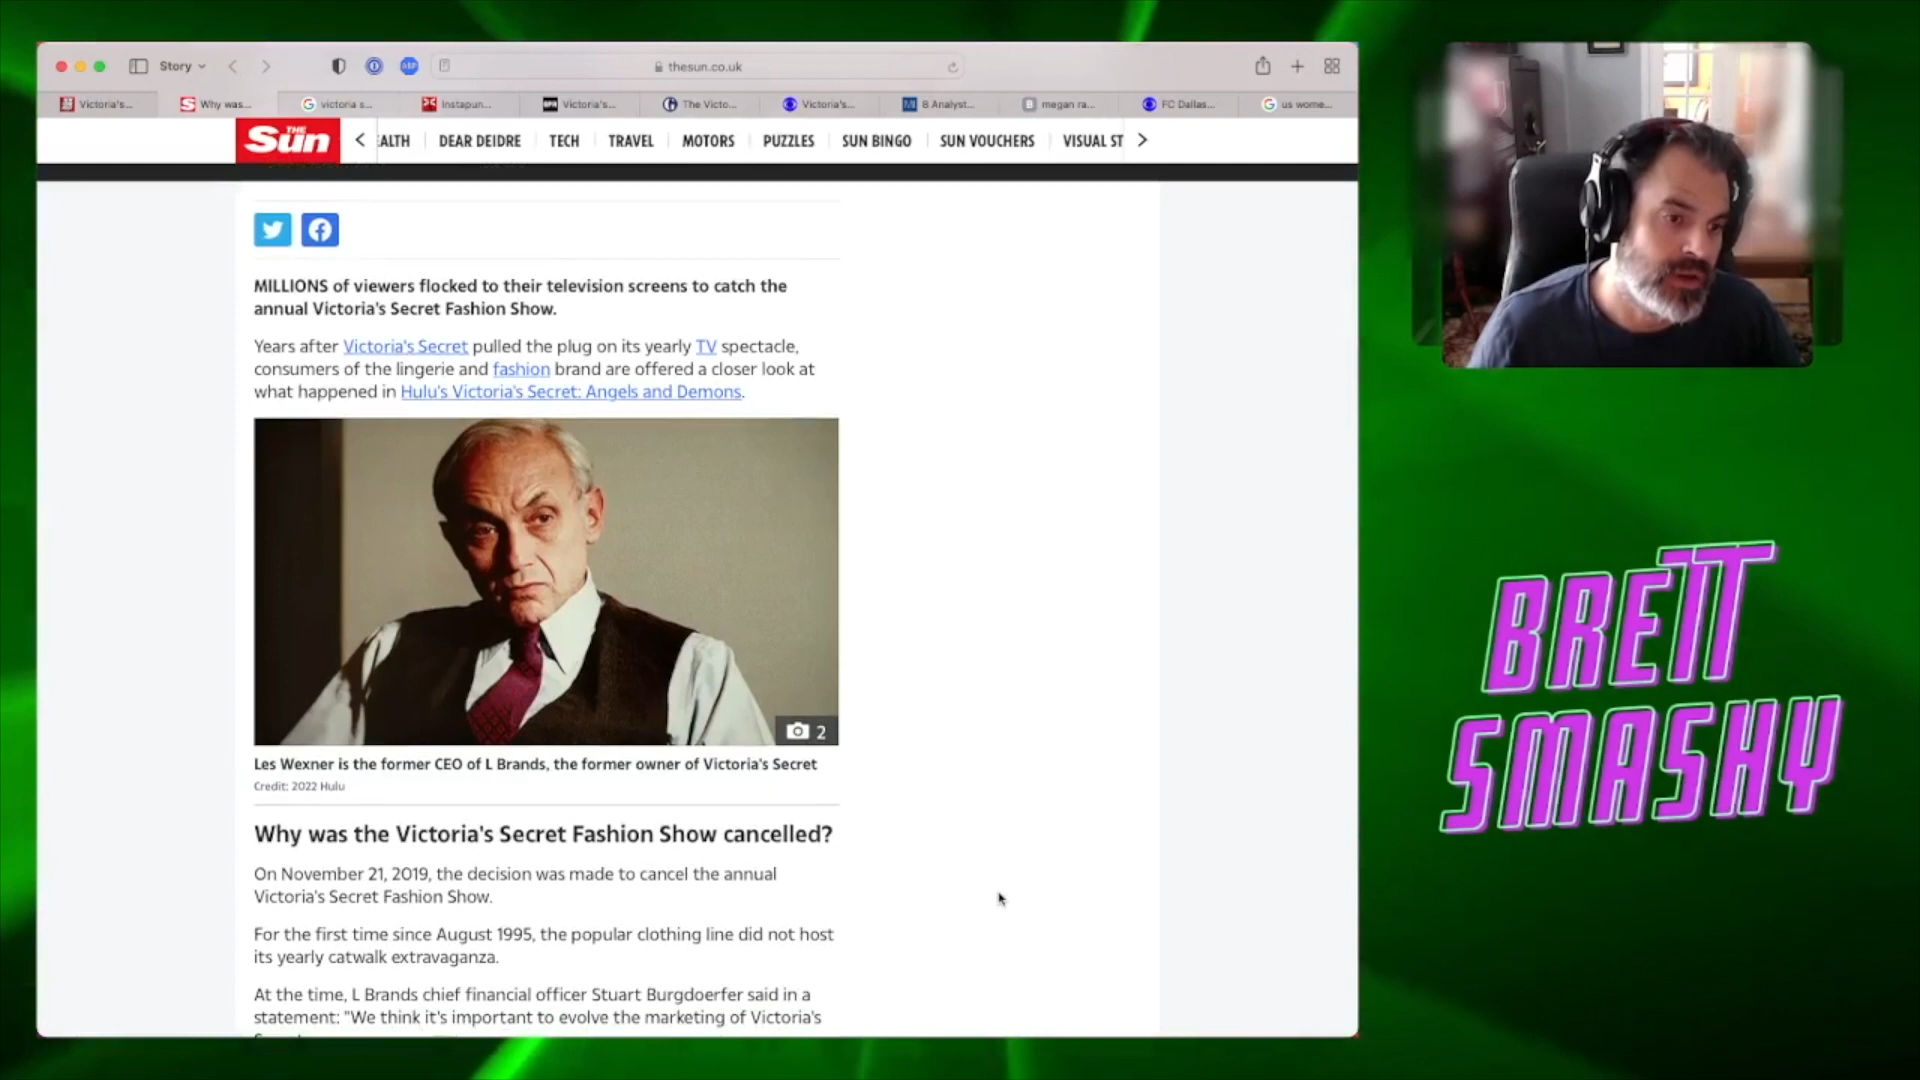 Story
thesun.co.uk
Victoria's...
Why was...
victoria s...
Instapun...
Victoria's...
The Victo...
Victoria's...
8 Analyst...
megan ra...
FC Dallas...
us wome...
THE Sun
EALTH
DEAR DEIDRE
TECH
TRAVEL
MOTORS
PUZZLES
SUN BINGO
SUN VOUCHERS
VISUAL ST
MILLIONS of viewers flocked to their television screens to catch the
annual Victoria's Secret Fashion Show.
Years after Victoria's Secret pulled the plug on its yearly TV spectacle,
consumers of the lingerie and fashion brand are offered a closer look at
what happened in Hulu's Victoria's Secret: Angels and Demons.
2
Les Wexner is the former CEO of L Brands, the former owner of Victoria's Secret
Credit: 2022 Hulu
Why was the Victoria's Secret Fashion Show cancelled?
On November 21, 2019, the decision was made to cancel the annual
Victoria's Secret Fashion Show.
For the first time since August 1995, the popular clothing line did not host
its yearly catwalk extravaganza.
At the time, L Brands chief financial officer Stuart Burgdoerfer said in a
statement: "We think it's important to evolve the marketing of Victoria's
BRETT
SMASHY